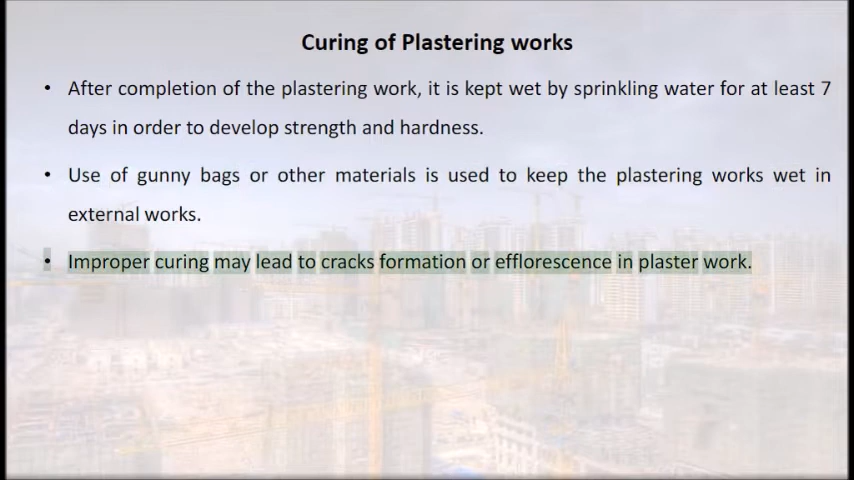 Curing of Plastering works
• After completion of the plastering work, it is kept wet by sprinkling water for at least 7
days in order to develop strength and hardness.
• Use of gunny bags or other materials is used to keep the plastering works wet in
external works.
• Improper curing may lead to cracks formation or efflorescence in plaster work.